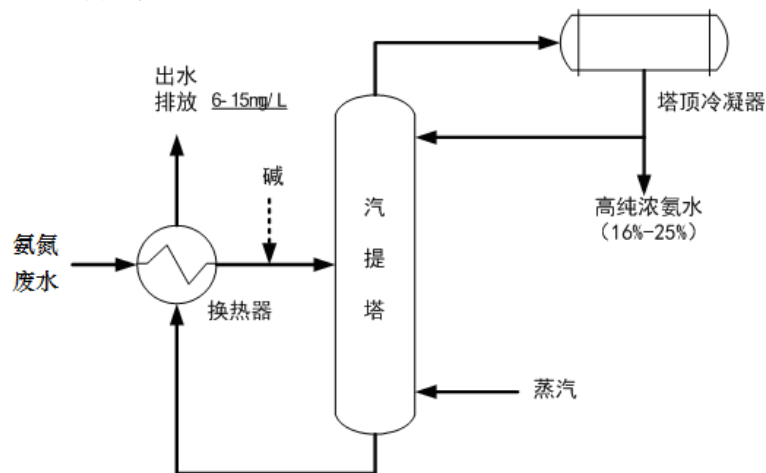 出水
排放 6-15mg/L
塔顶冷凝器
碱
汽提塔
高纯浓氨水
（16%-25%）
氨氮
废水
换热器
蒸汽